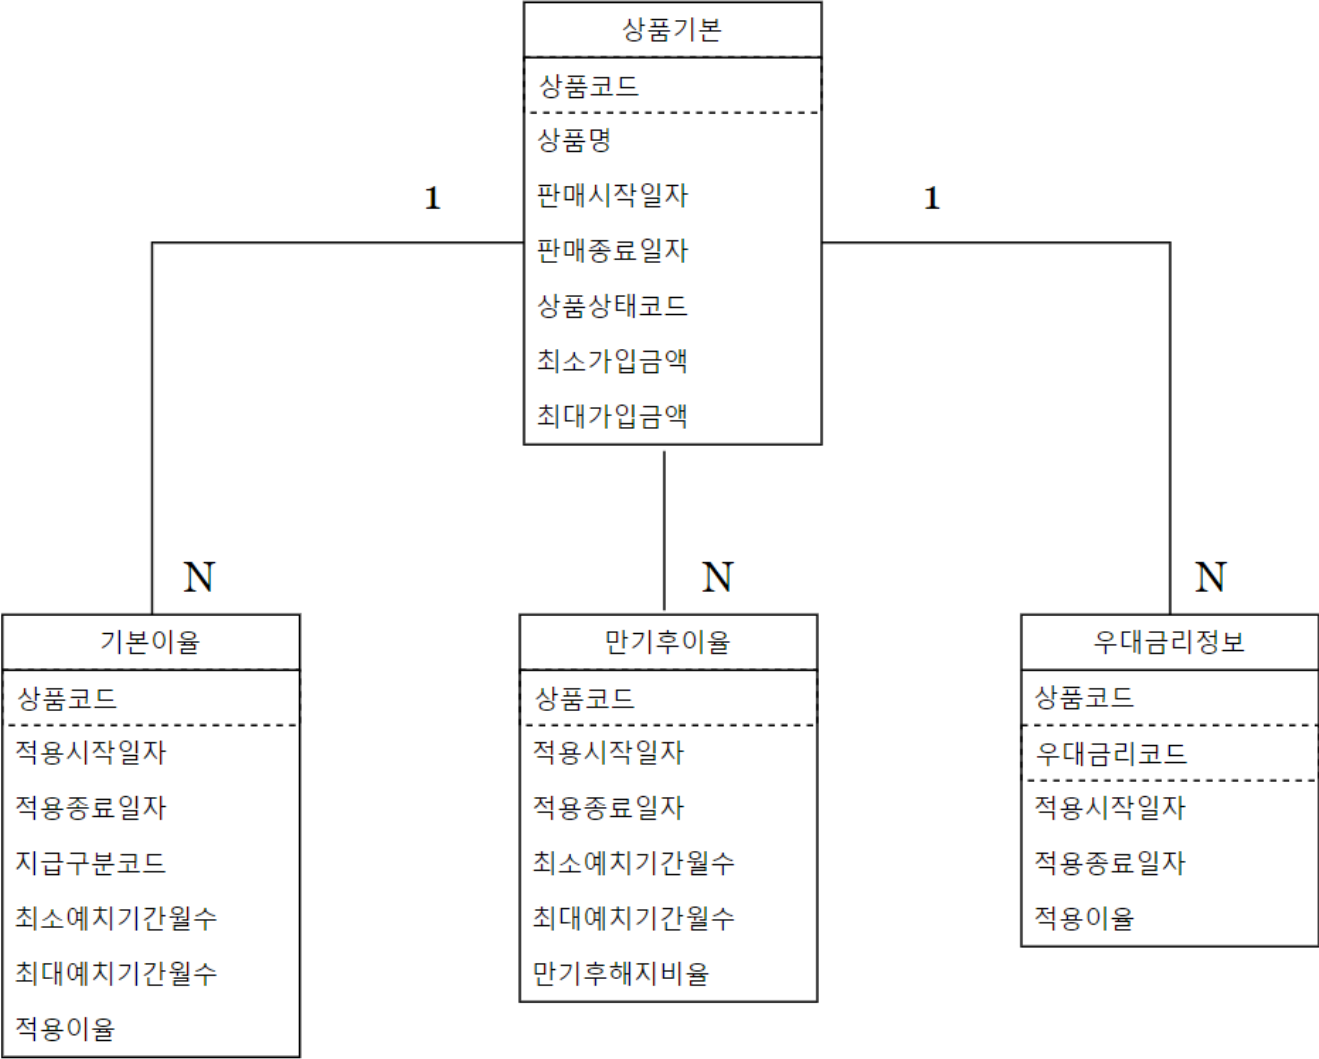 상품기본
상품코드
상품명
판매시작일자
판매종료일자
상품상태코드
최소가입금액
최대가입금액
1
1
N
N
N
기본이율
상품코드
적용시작일자
적용종료일자
지급구분코드
최소예치기간월수
최대예치기간월수
적용이율
만기후이율
상품코드
적용시작일자
적용종료일자
최소예치기간월수
최대예치기간월수
만기후해지비율
우대금리정보
상품코드
우대금리코드
적용시작일자
적용종료일자
적용이율